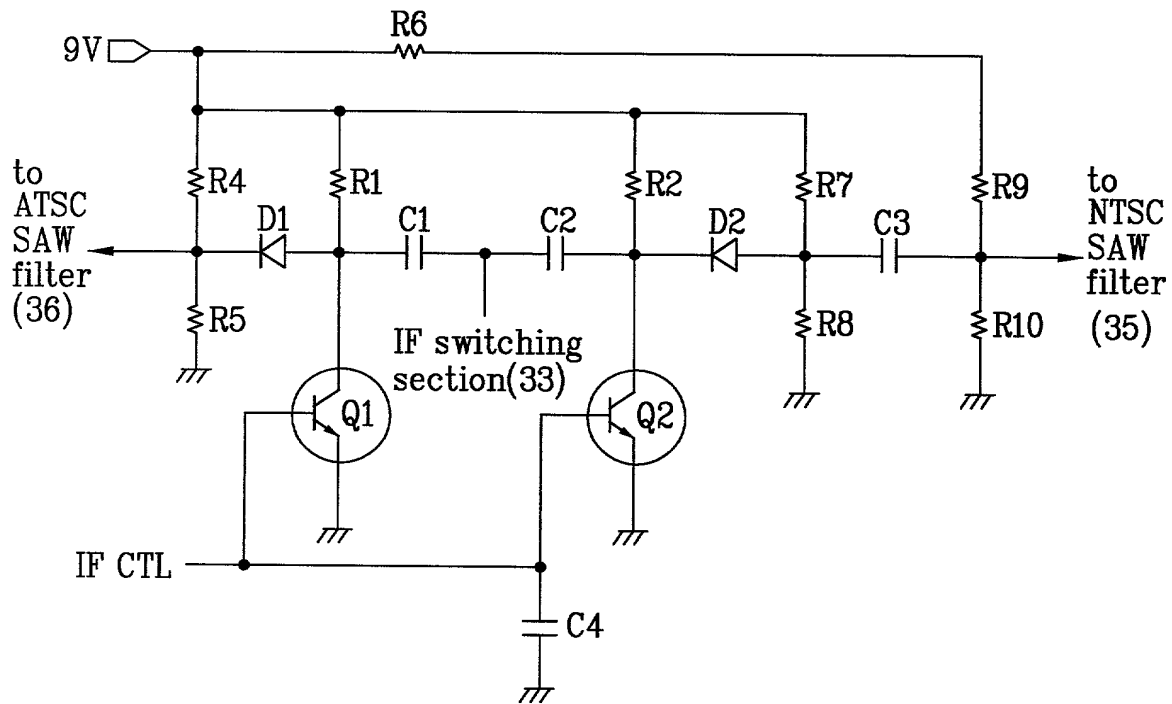 R6
9V
R4
R1
R2
R7
R9
to
ATSC
SAW
filter
(36)
D1
C1
C2
D2
C3
to
NTSC
SAW
filter
(35)
R5
IF switching
section(33)
R8
R10
Q1
Q2
IF CTL
C4